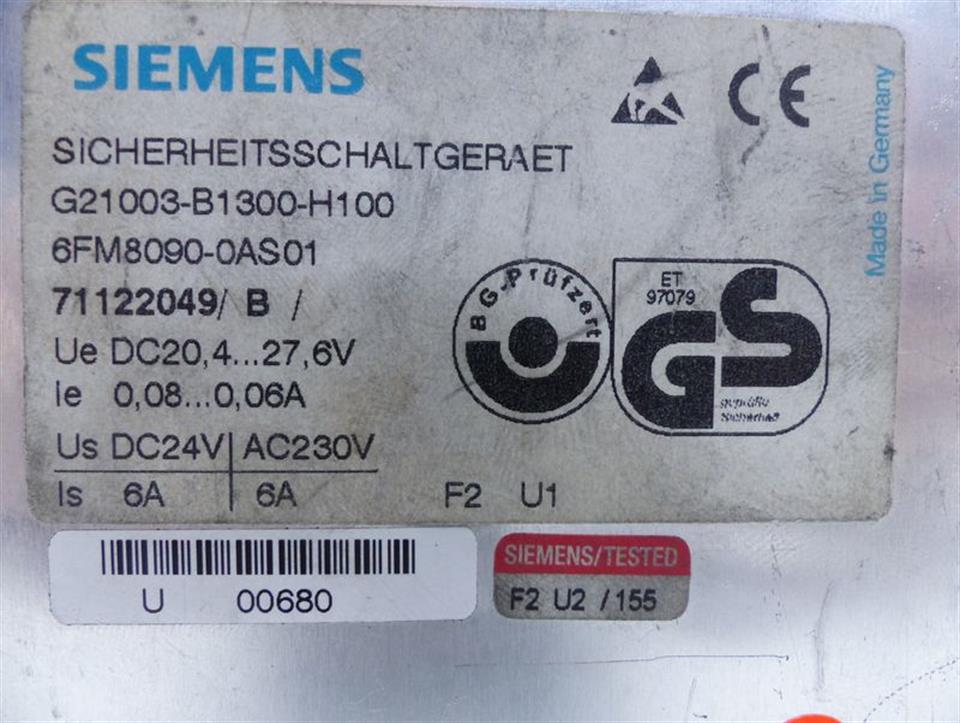 SIEMENS
CE
SICHERHEITSSCHALTGERAET
G21003-B1300-H100
6FM8090-0AS01
71122049/ B /
Ue DC20,4...27,6V
Ie 0,08...0,06A
Us DC24V | AC230V
Is 6A | 6A
F2 U1
BG-Prüfzert
ET
97079
GS
geprüfte
Sicherheit
Made in Germany
U 00680
SIEMENS/TESTED
F2 U2 /155